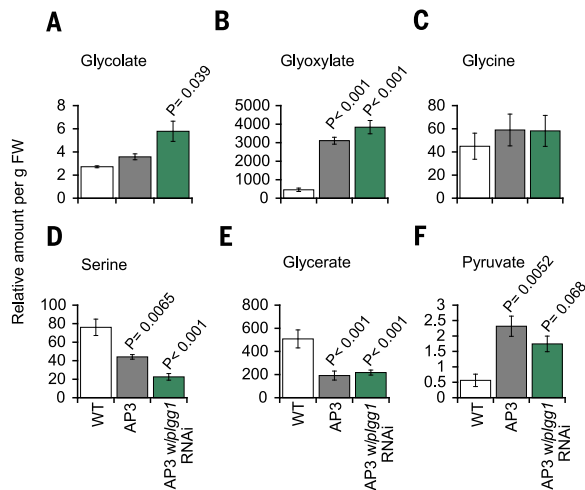 A
Glycolate
P= 0.039
8
6
4
2
0
B
Glyoxylate
P< 0.001
P< 0.001
5000
4000
3000
2000
1000
0
C
Glycine
80
60
40
20
0
Relative amount per g FW
D
Serine
P= 0.0065
P< 0.001
100
80
60
40
20
0
WT
AP3
AP3 w/plgg1
RNAi
E
Glycerate
P< 0.001
P< 0.001
800
600
400
200
0
WT
AP3
AP3 w/plgg1
RNAi
F
Pyruvate
P= 0.0052
P= 0.068
3
2.5
2
1.5
1
0.5
0
WT
AP3
AP3 w/plgg1
RNAi